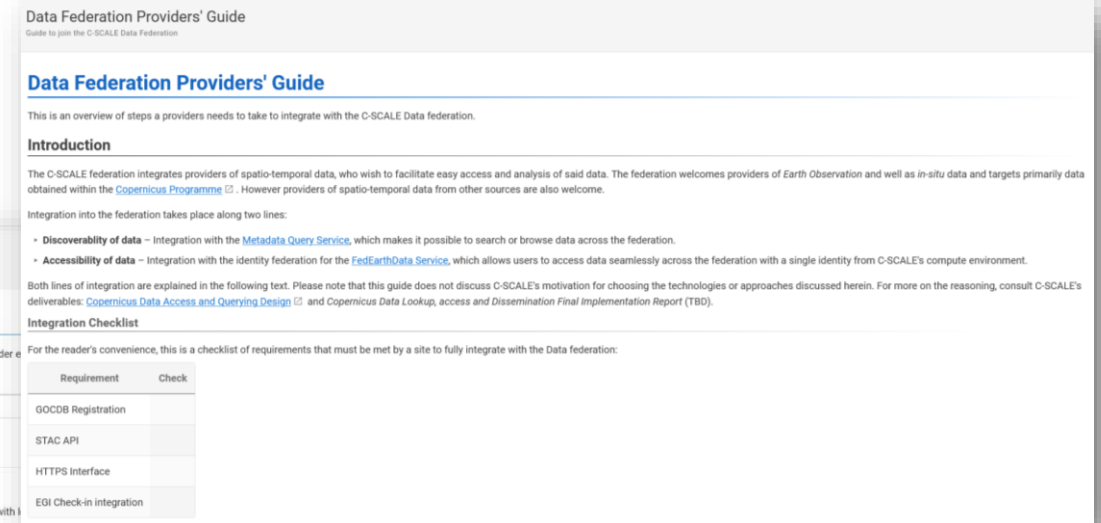 Data Federation Providers' Guide
Guide to join the C-SCALE Data Federation
Data Federation Providers' Guide
This is an overview of steps a providers needs to take to integrate with the C-SCALE Data federation.
Introduction
The C-SCALE federation integrates providers of spatio-temporal data, who wish to facilitate easy access and analysis of said data. The federation welcomes providers of Earth Observation and well as in-situ data and targets primarily data
obtained within the Copernicus Programme . However providers of spatio-temporal data from other sources are also welcome.
Integration into the federation takes place along two lines:
• Discoverablity of data – Integration with the Metadata Query Service, which makes it possible to search or browse data across the federation.
• Accessibility of data – Integration with the identity federation for the FedEarthData Service, which allows users to access data seamlessly across the federation with a single identity from C-SCALE's compute environment.
Both lines of integration are explained in the following text. Please note that this guide does not discuss C-SCALE's motivation for choosing the technologies or approaches discussed herein. For more on the reasoning, consult C-SCALE's
deliverables: Copernicus Data Access and Querying Design and Copernicus Data Lookup, access and Dissemination Final Implementation Report (TBD).
Integration Checklist
For the reader's convenience, this is a checklist of requirements that must be met by a site to fully integrate with the Data federation:
Requirement Check
GOCDB Registration
STAC API
HTTPS Interface
EGI Check-in integration